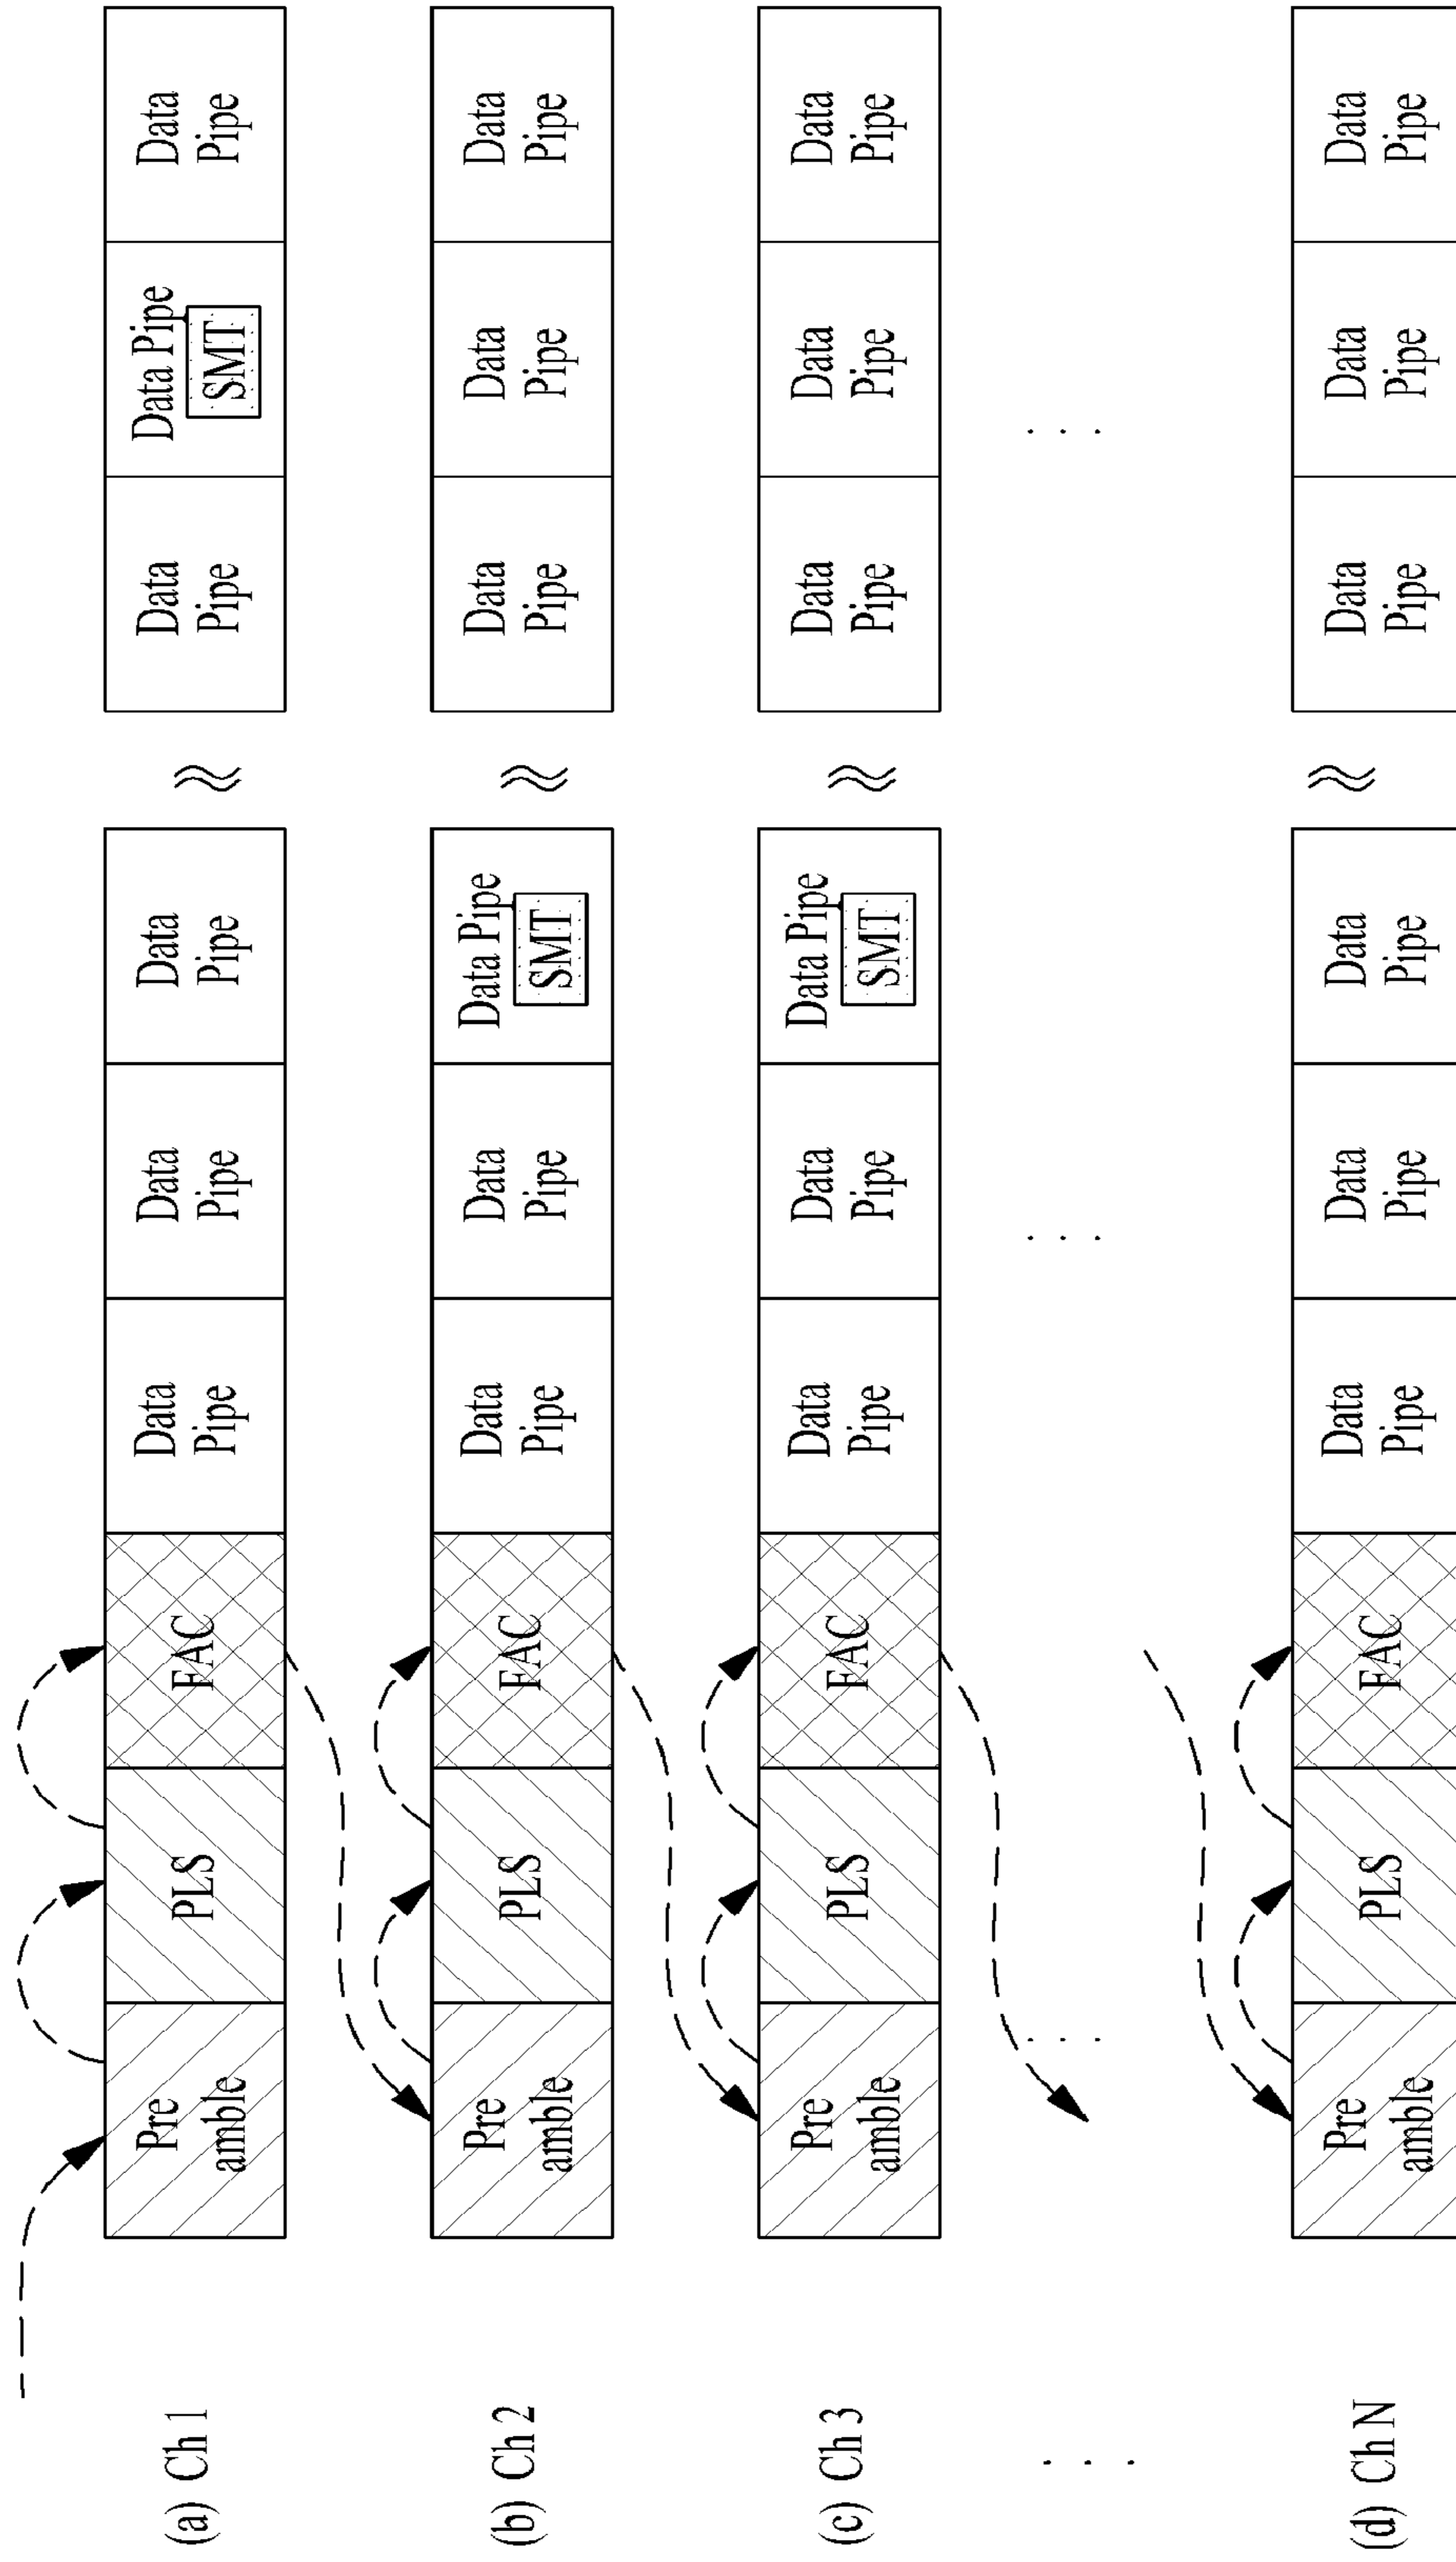 (a) Ch 1
Pre
amble
PLS
FAC
Data
Pipe
Data
Pipe
Data
Pipe
≈
Data
Pipe
Data Pipe
SMT
Data
Pipe
(b) Ch 2
Pre
amble
PLS
FAC
Data
Pipe
Data
Pipe
Data Pipe
SMT
≈
Data
Pipe
Data
Pipe
Data
Pipe
(c) Ch 3
Pre
amble
PLS
FAC
Data
Pipe
Data
Pipe
Data Pipe
SMT
≈
Data
Pipe
Data
Pipe
Data
Pipe
. . .
. . .
. . .
. . .
(d) Ch N
Pre
amble
PLS
FAC
Data
Pipe
Data
Pipe
Data
Pipe
≈
Data
Pipe
Data
Pipe
Data
Pipe